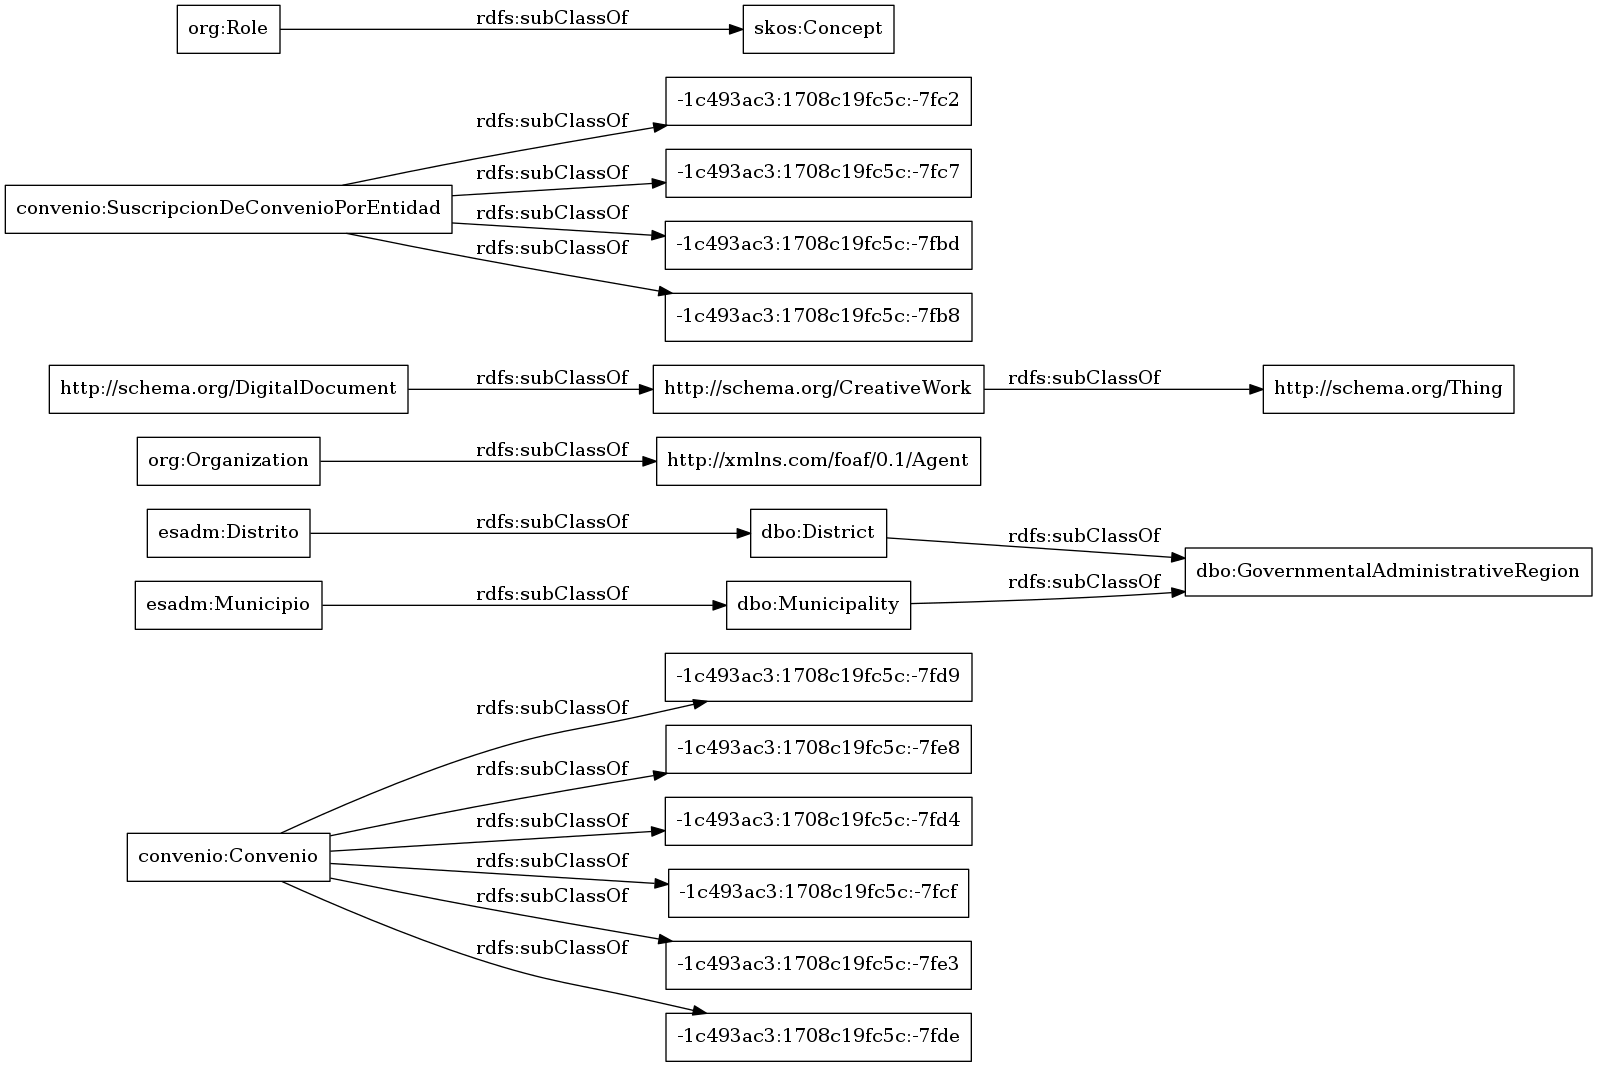 org:Role
rdfs:subClassOf
skos:Concept
convenio:SuscripcionDeConvenioPorEntidad
rdfs:subClassOf
-1c493ac3:1708c19fc5c:-7fc2
rdfs:subClassOf
-1c493ac3:1708c19fc5c:-7fc7
rdfs:subClassOf
-1c493ac3:1708c19fc5c:-7fbd
rdfs:subClassOf
-1c493ac3:1708c19fc5c:-7fb8
http://schema.org/DigitalDocument
rdfs:subClassOf
http://schema.org/CreativeWork
rdfs:subClassOf
http://schema.org/Thing
org:Organization
rdfs:subClassOf
http://xmlns.com/foaf/0.1/Agent
esadm:Distrito
rdfs:subClassOf
dbo:District
rdfs:subClassOf
dbo:GovernmentalAdministrativeRegion
esadm:Municipio
rdfs:subClassOf
dbo:Municipality
rdfs:subClassOf
convenio:Convenio
rdfs:subClassOf
-1c493ac3:1708c19fc5c:-7fd9
rdfs:subClassOf
-1c493ac3:1708c19fc5c:-7fe8
rdfs:subClassOf
-1c493ac3:1708c19fc5c:-7fd4
rdfs:subClassOf
-1c493ac3:1708c19fc5c:-7fcf
rdfs:subClassOf
-1c493ac3:1708c19fc5c:-7fe3
rdfs:subClassOf
-1c493ac3:1708c19fc5c:-7fde